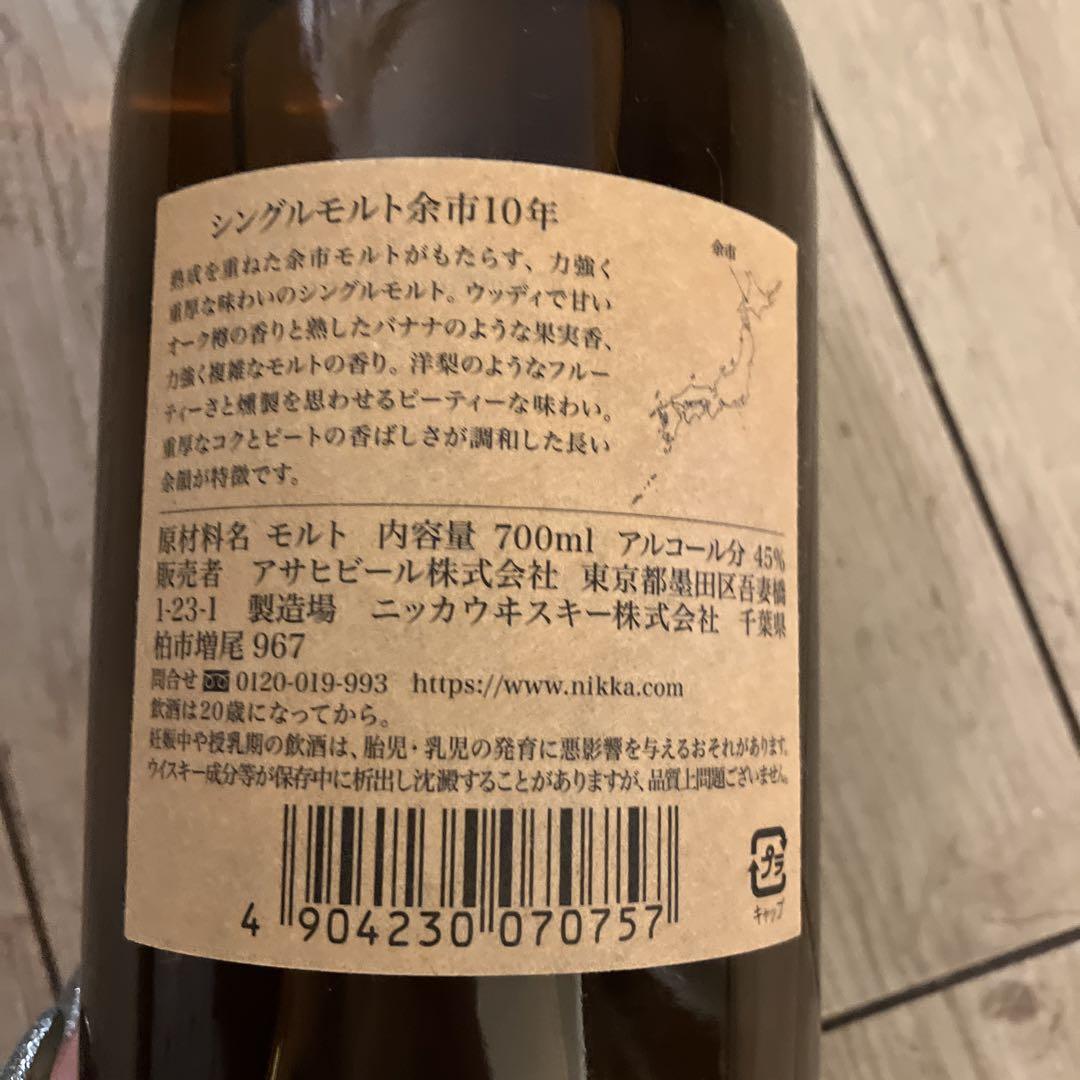 シングルモルト余市10年
余市
熟成を重ねた余市モルトがもたらす、力強く
重厚な味わいのシングルモルト。ウッディで甘い
オーク樽の香りと熟したバナナのような果実香、
力強く複雑なモルトの香り。洋梨のようなフルー
ティーさと燻製を思わせるピーティーな味わい。
重厚なコクとピートの香ばしさが調和した長い
余韻が特徴です。
原材料名 モルト 内容量 700ml アルコール分 45%
販売者 アサヒビール株式会社 東京都墨田区吾妻橋
1-23-1 製造場 ニッカウヰスキー株式会社 千葉県
柏市増尾967
問合せ 0120-019-993 https://www.nikka.com
飲酒は20歳になってから。
妊娠中や授乳期の飲酒は、胎児・乳児の発育に悪影響を与えるおそれがあります。
ウイスキー成分等が保存中に析出し沈澱することがありますが、品質上問題ございません。
プラ
キャップ
4 904230 070757